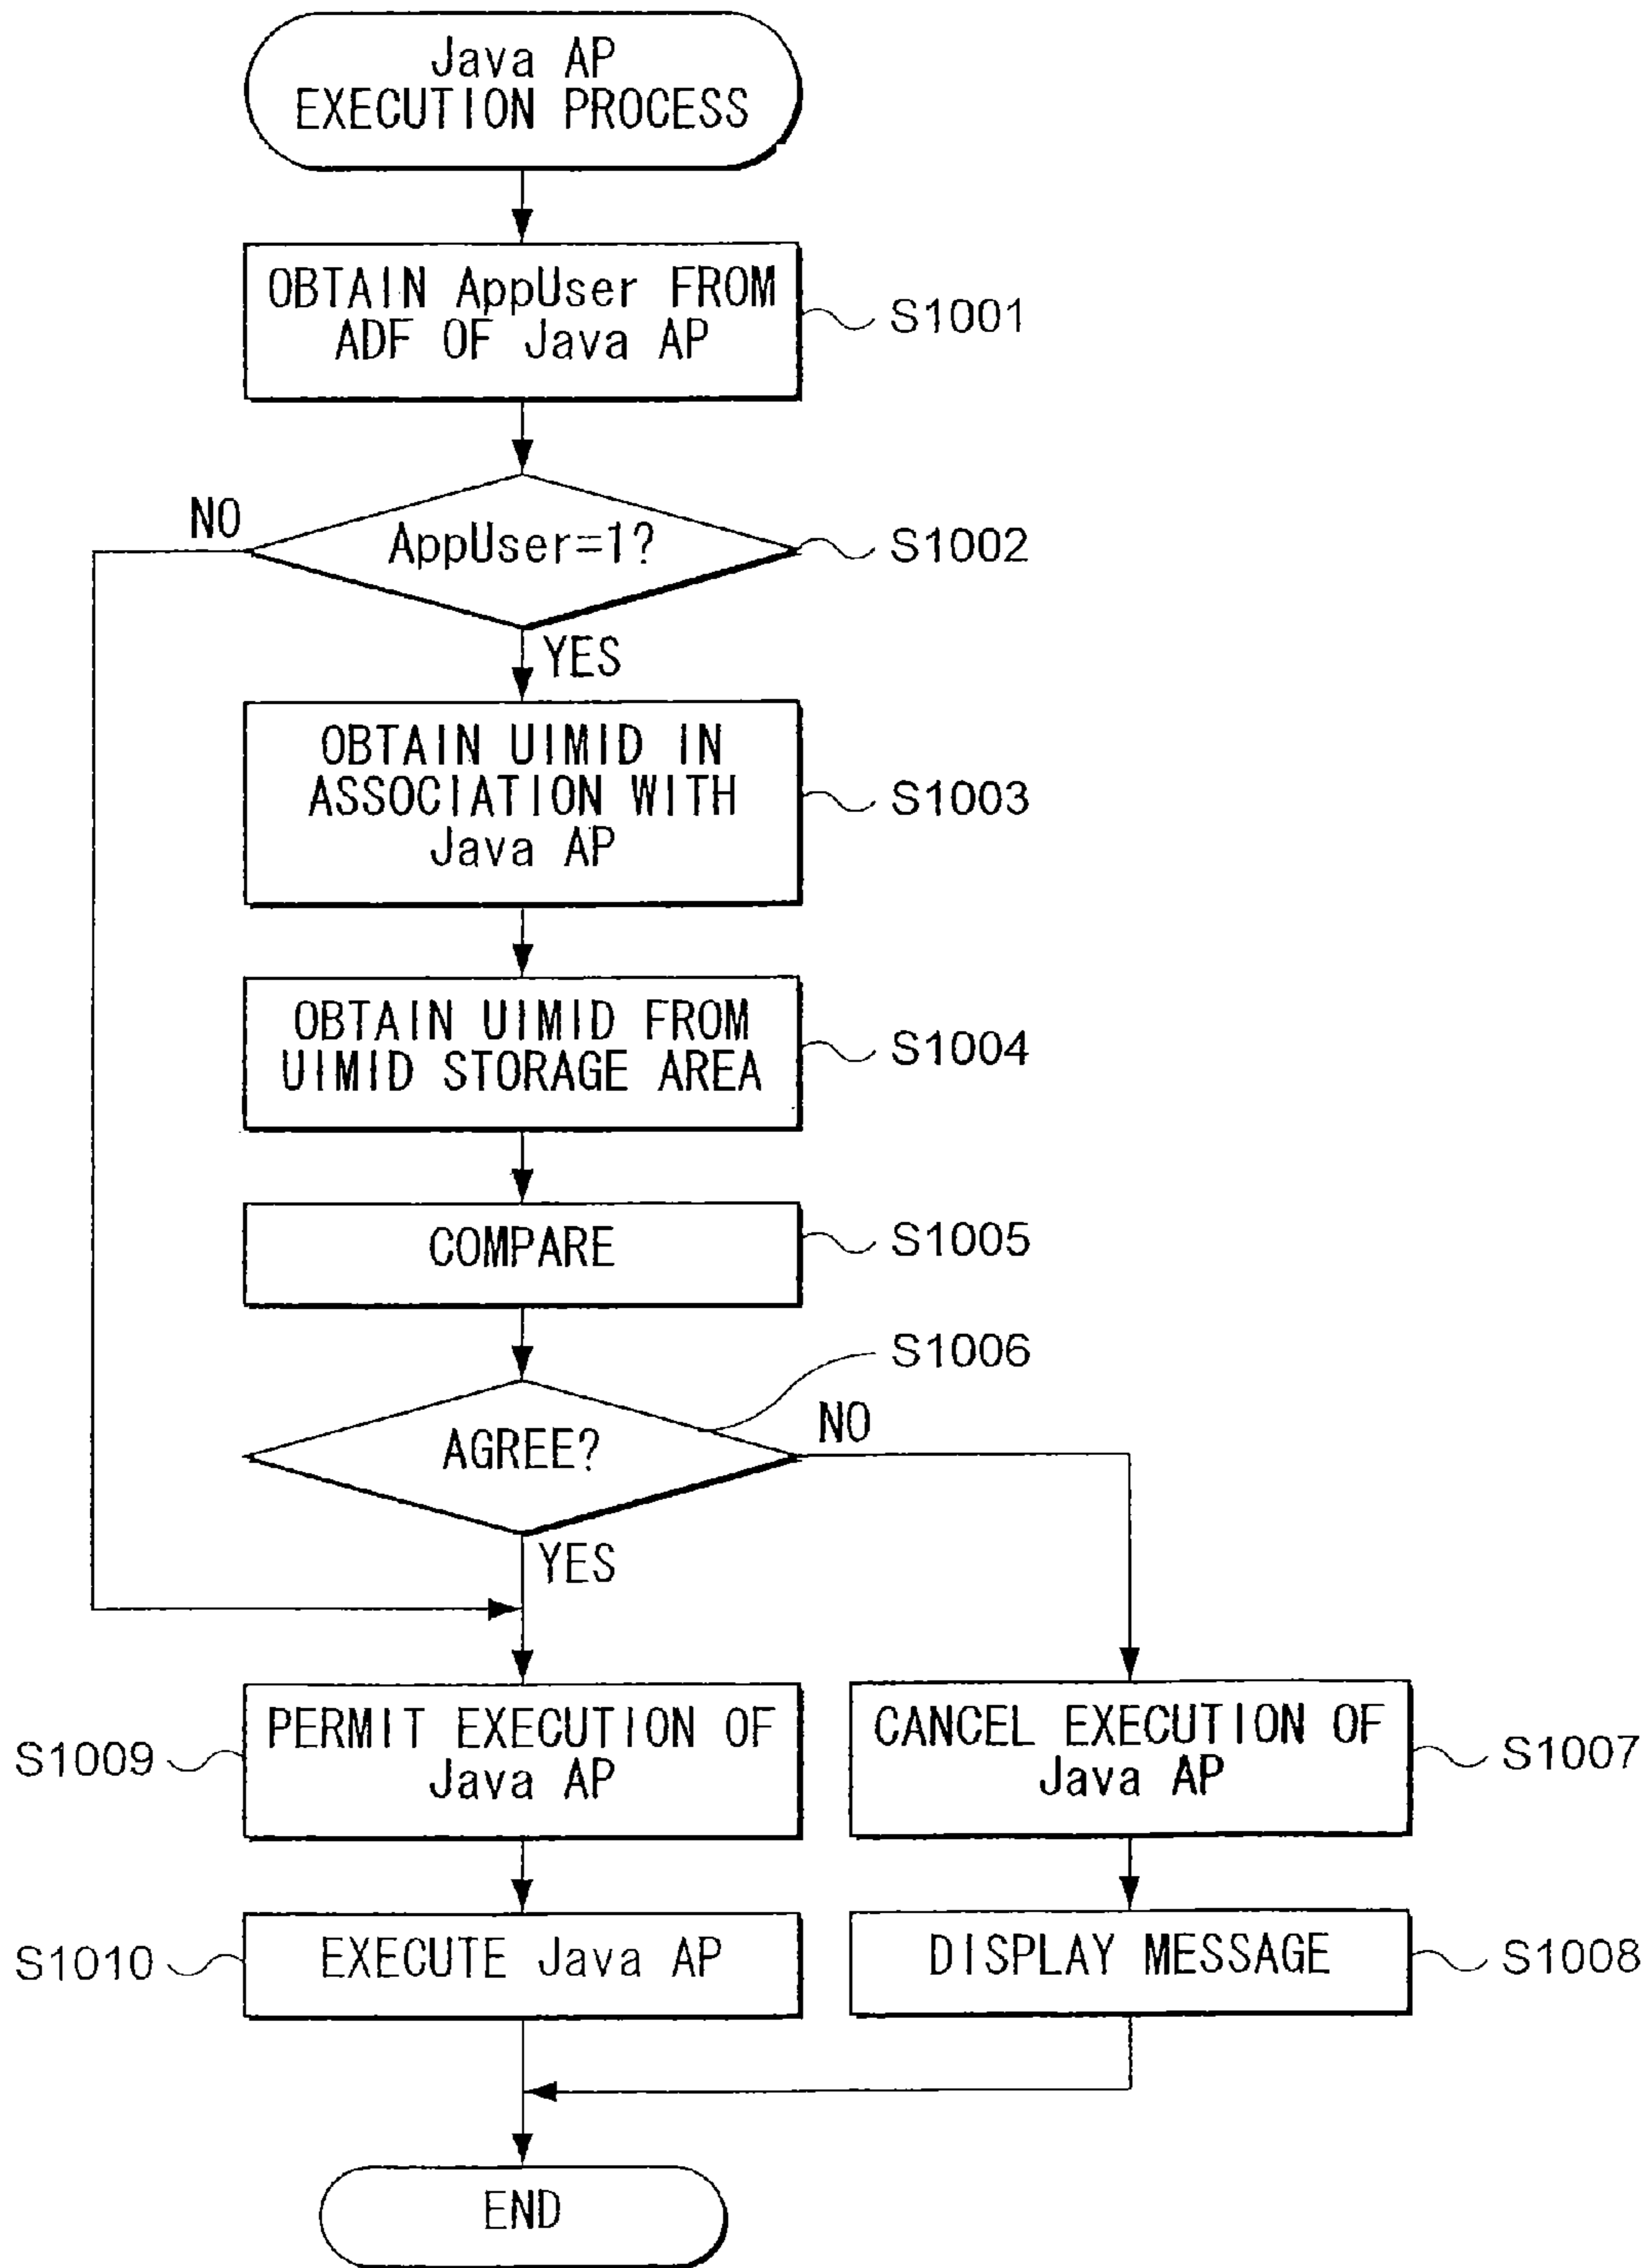 Java AP
EXECUTION PROCESS
OBTAIN AppUser FROM
ADF OF Java AP
S1001
NO
AppUser=1?
S1002
YES
OBTAIN UIMID IN
ASSOCIATION WITH
Java AP
S1003
OBTAIN UIMID FROM
UIMID STORAGE AREA
S1004
COMPARE
S1005
S1006
AGREE?
NO
YES
S1009
PERMIT EXECUTION OF
Java AP
CANCEL EXECUTION OF
Java AP
S1007
S1010
EXECUTE Java AP
DISPLAY MESSAGE
S1008
END